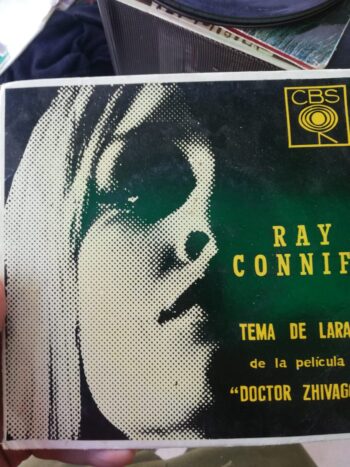 CBS
RAY
CONNIF
TEMA DE LARA
de la película
"DOCTOR ZHIVAG